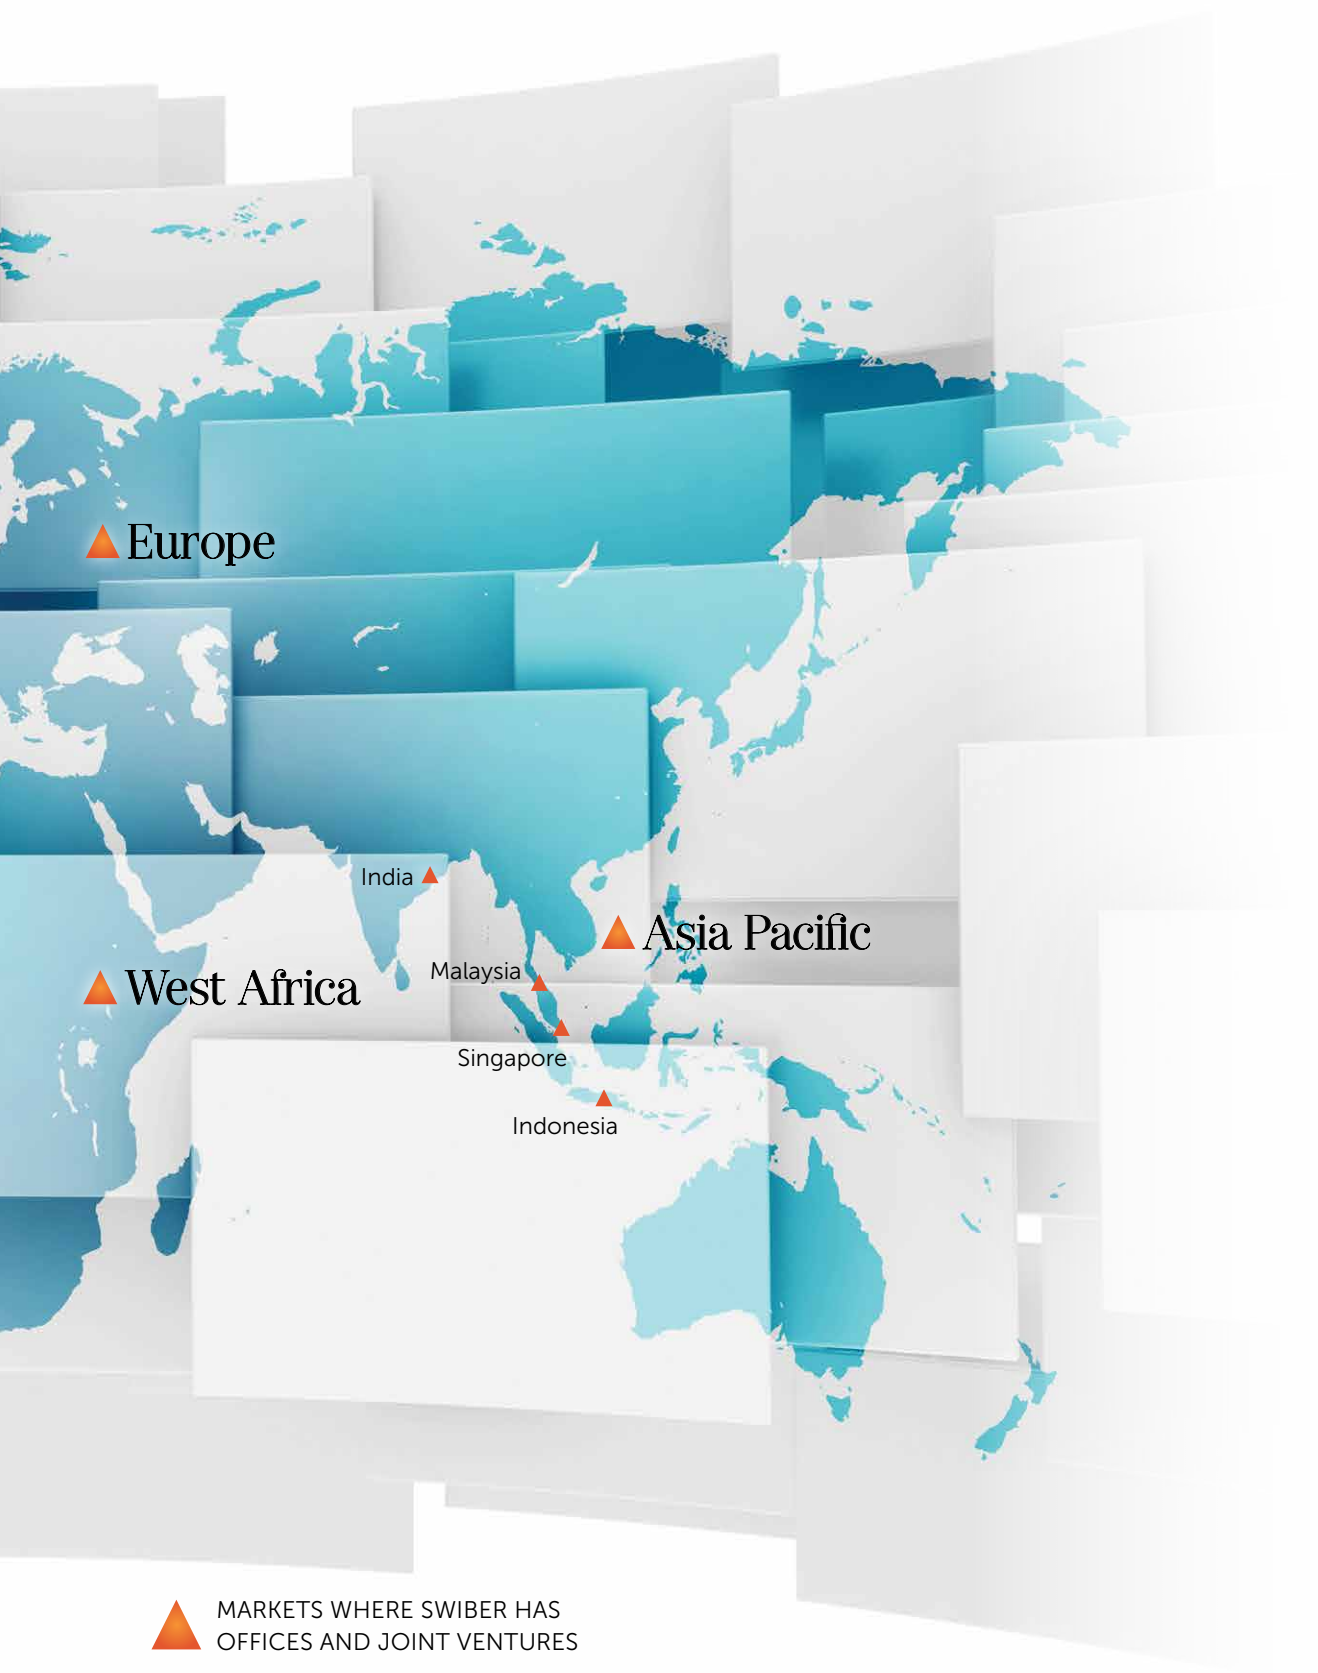 Europe
India
Asia Pacific
Malaysia
West Africa
Singapore
Indonesia
MARKETS WHERE SWIBER HAS
OFFICES AND JOINT VENTURES